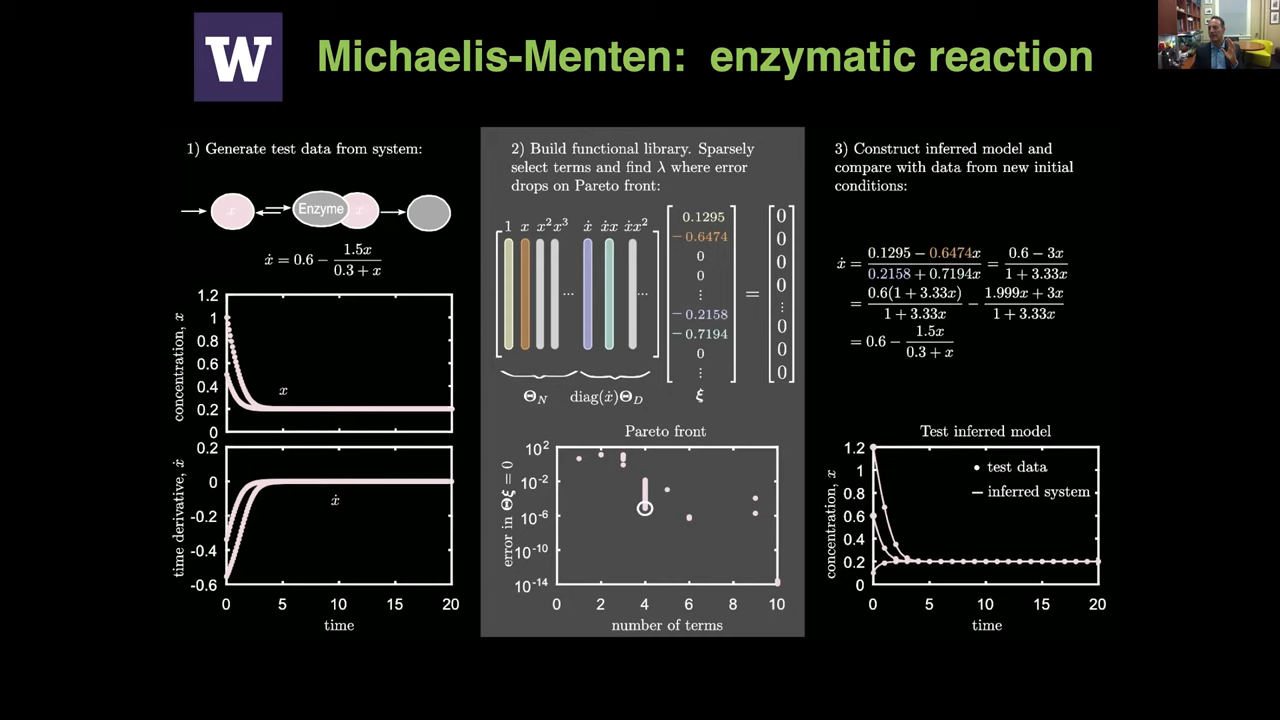 W
Michaelis-Menten: enzymatic reaction
1) Generate test data from system:
x
Enzyme
x
ẋ = 0.6 − 1.5x / 0.3 + x
1.2
1
0.8
0.6
0.4
0.2
0
concentration, x
x
0.2
0
-0.2
-0.4
-0.6
time derivative, ẋ
ẋ
0 5 10 15 20
time
2) Build functional library. Sparsely
select terms and find λ where error
drops on Pareto front:
1 x x² x³ ẋ ẋx ẋx²
... ...
0.1295
−0.6474
0
0
⋮
−0.2158
−0.7194
0
⋮
=
0
0
0
0
⋮
0
0
0
Θ_N diag(ẋ)Θ_D ξ
Pareto front
10²
10⁻²
10⁻⁶
10⁻¹⁰
10⁻¹⁴
error in Θξ = 0
0 2 4 6 8 10
number of terms
3) Construct inferred model and
compare with data from new initial
conditions:
ẋ = 0.1295 − 0.6474x / 0.2158 + 0.7194x = 0.6 − 3x / 1 + 3.33x
= 0.6(1 + 3.33x) / 1 + 3.33x − 1.999x + 3x / 1 + 3.33x
= 0.6 − 1.5x / 0.3 + x
Test inferred model
1.2
1
0.8
0.6
0.4
0.2
0
concentration, x
test data
inferred system
0 5 10 15 20
time